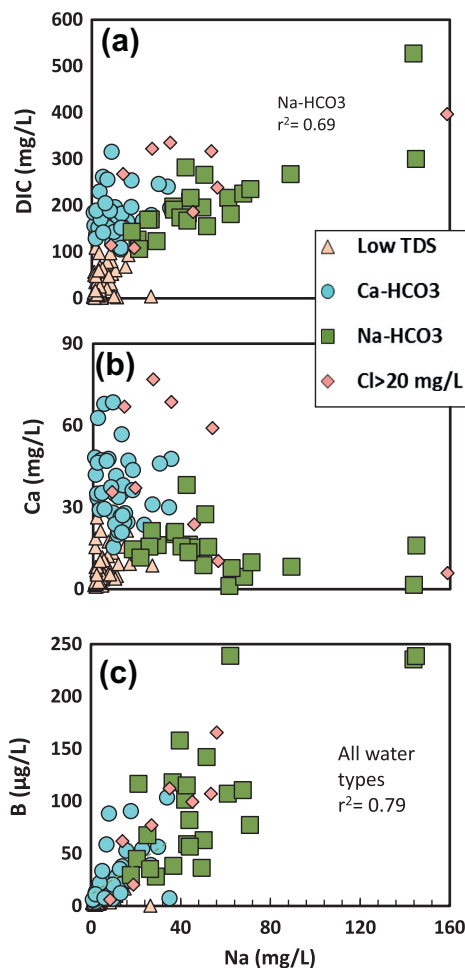 (a)
600
500
400
300
200
100
0
DIC (mg/L)
Na-HCO3
r²= 0.69
Low TDS
Ca-HCO3
Na-HCO3
Cl>20 mg/L
(b)
90
60
30
0
Ca (mg/L)
(c)
250
200
150
100
50
0
B (µg/L)
All water
types
r²= 0.79
0 40 80 120 160
Na (mg/L)